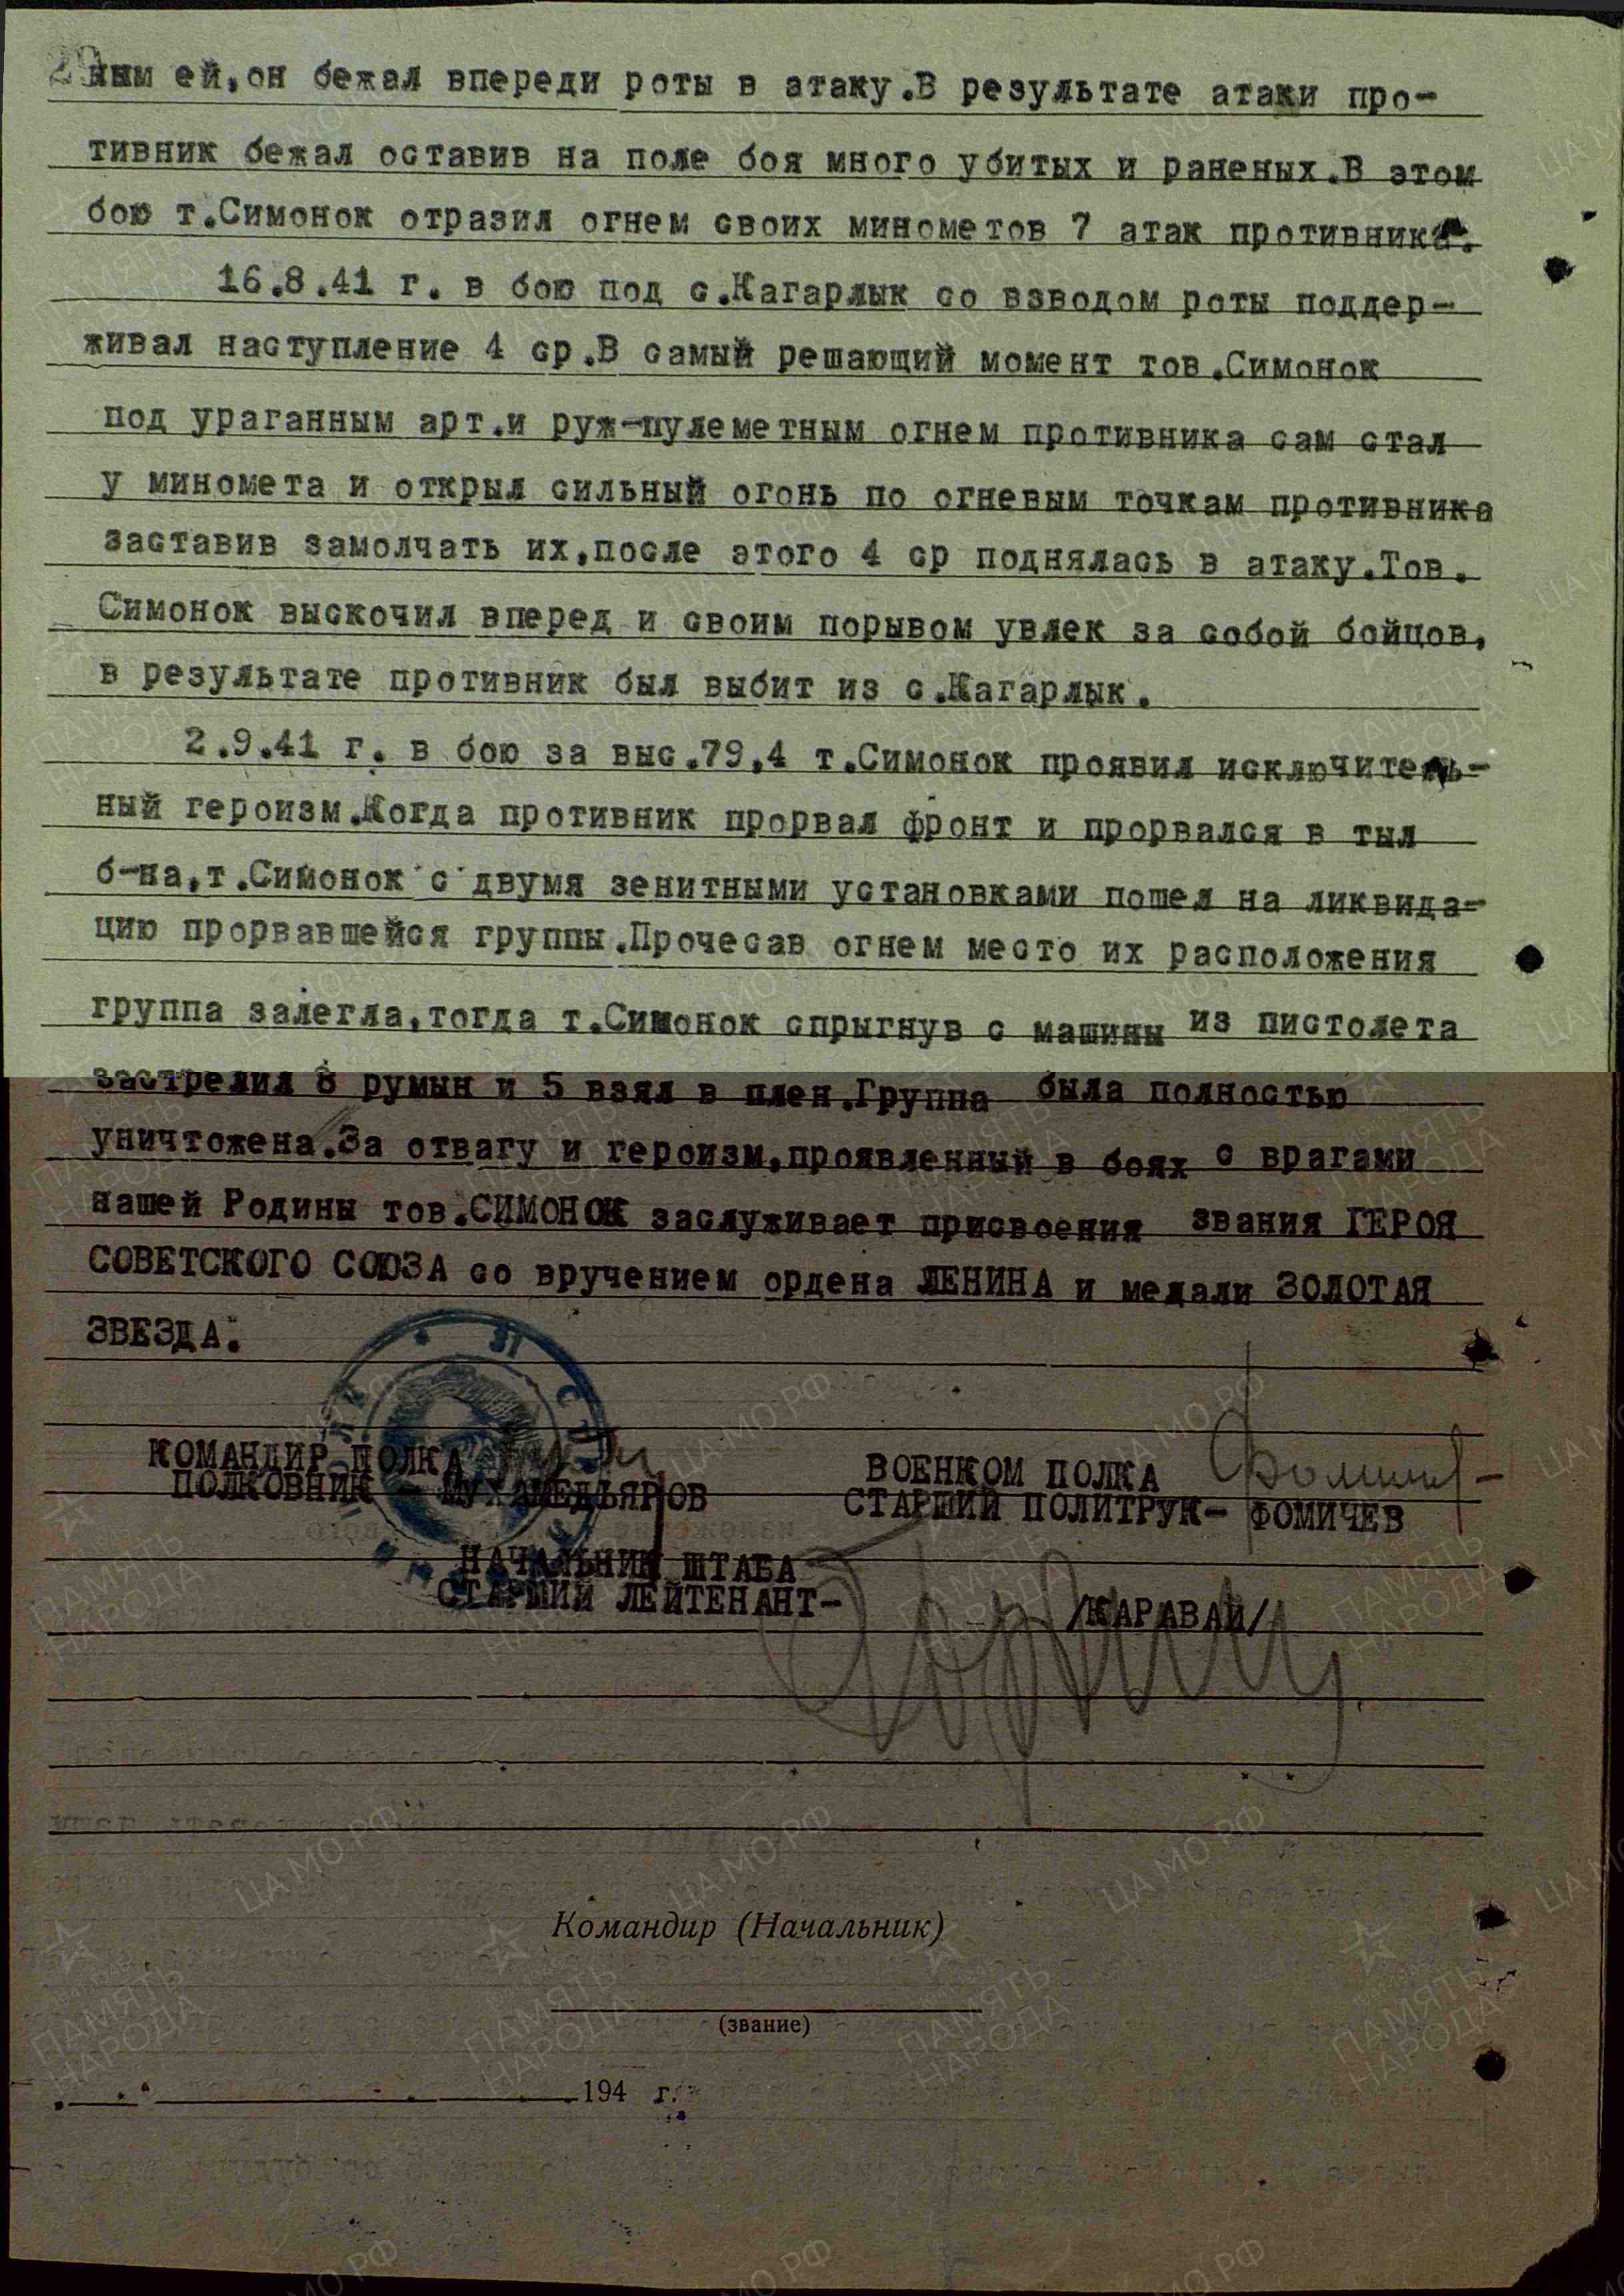 29
ным ей,он бежал впереди роты в атаку.В результате атаки про-
тивник бежал оставив на поле боя много убитых и раненых.В этом
бою т.Симонок отразил огнем своих минометов 7 атак противника.
16.8.41 г. в бою под с.Кагарлык со взводом роты поддер-
живал наступление 4 ср.В самый решающий момент тов.Симонок
под ураганным арт.и руж-пулеметным огнем противника сам стал
у миномета и открыл сильный огонь по огневым точкам противника
заставив замолчать их,после этого 4 ср поднялась в атаку.Тов.
Симонок выскочил вперед и своим порывом увлек за собой бойцов,
в результате противник был выбит из с.Кагарлык.
2.9.41 г. в бою за выс.79,4 т.Симонок проявил исключитель-
ный героизм.Когда противник прорвал фронт и прорвался в тыл
б-на,т.Симонок с двумя зенитными установками пошел на ликвида-
цию прорвавшейся группы.Прочесав огнем место их расположения
группа залегла,тогда т.Симонок спрыгнув с машины из пистолета
застрелил 8 румын и 5 взял в плен.Группа была полностью
уничтожена.За отвагу и героизм,проявленный в боях с врагами
нашей Родины тов.СИМОНОК заслуживает присвоения звания ГЕРОЯ
СОВЕТСКОГО СОЮЗА со вручением ордена ЛЕНИНА и медали ЗОЛОТАЯ
ЗВЕЗДА.
КОМАНДИР ПОЛКА
ПОЛКОВНИК - МУХАМЕДЬЯРОВ
ВОЕНКОМ ПОЛКА
СТАРШИЙ ПОЛИТРУК- ФОМИЧЕВ
НАЧАЛЬНИК ШТАБА
СТАРШИЙ ЛЕЙТЕНАНТ- /КАРАВАЙ/
Командир (Начальник)
(звание)
194 г.
ЦА МО РФ
ПАМЯТЬ НАРОДА